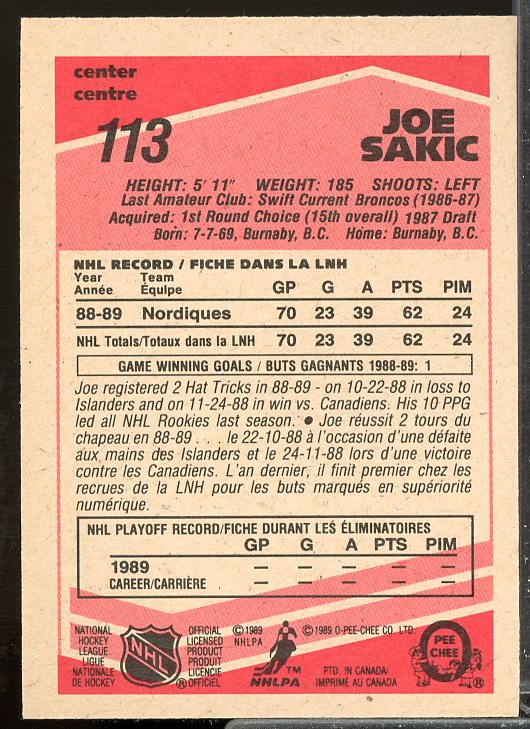 center
centre
113
JOE
SAKIC
HEIGHT: 5' 11" WEIGHT: 185 SHOOTS: LEFT
Last Amateur Club: Swift Current Broncos (1986-87)
Acquired: 1st Round Choice (15th overall) 1987 Draft
Born: 7-7-69, Burnaby, B.C. Home: Burnaby, B.C.
NHL RECORD / FICHE DANS LA LNH
Year Team
Année Équipe GP G A PTS PIM
88-89 Nordiques 70 23 39 62 24
NHL Totals/Totaux dans la LNH 70 23 39 62 24
GAME WINNING GOALS / BUTS GAGNANTS 1988-89: 1
Joe registered 2 Hat Tricks in 88-89 - on 10-22-88 in loss to
Islanders and on 11-24-88 in win vs. Canadiens. His 10 PPG
led all NHL Rookies last season. ● Joe réussit 2 tours du
chapeau en 88-89 . . . le 22-10-88 à l'occasion d'une défaite
aux mains des Islanders et le 24-11-88 lors d'une victoire
contre les Canadiens. L'an dernier, il finit premier chez les
recrues de la LNH pour les buts marqués en supériorité
numérique.
NHL PLAYOFF RECORD/FICHE DURANT LES ÉLIMINATOIRES
GP G A PTS PIM
1989 — — — — —
CAREER/CARRIÈRE — — — — —
NATIONAL
HOCKEY
LEAGUE
LIGUE
NATIONALE
DE HOCKEY
NHL
®
OFFICIAL
LICENSED
PRODUCT
PRODUIT
LICENCIÉ
OFFICIEL
© 1989
NHLPA
TM
NHLPA
© 1989 O-PEE-CHEE CO. LTD.
PTD. IN CANADA/
IMPRIMÉ AU CANADA
PEE
CHEE
®